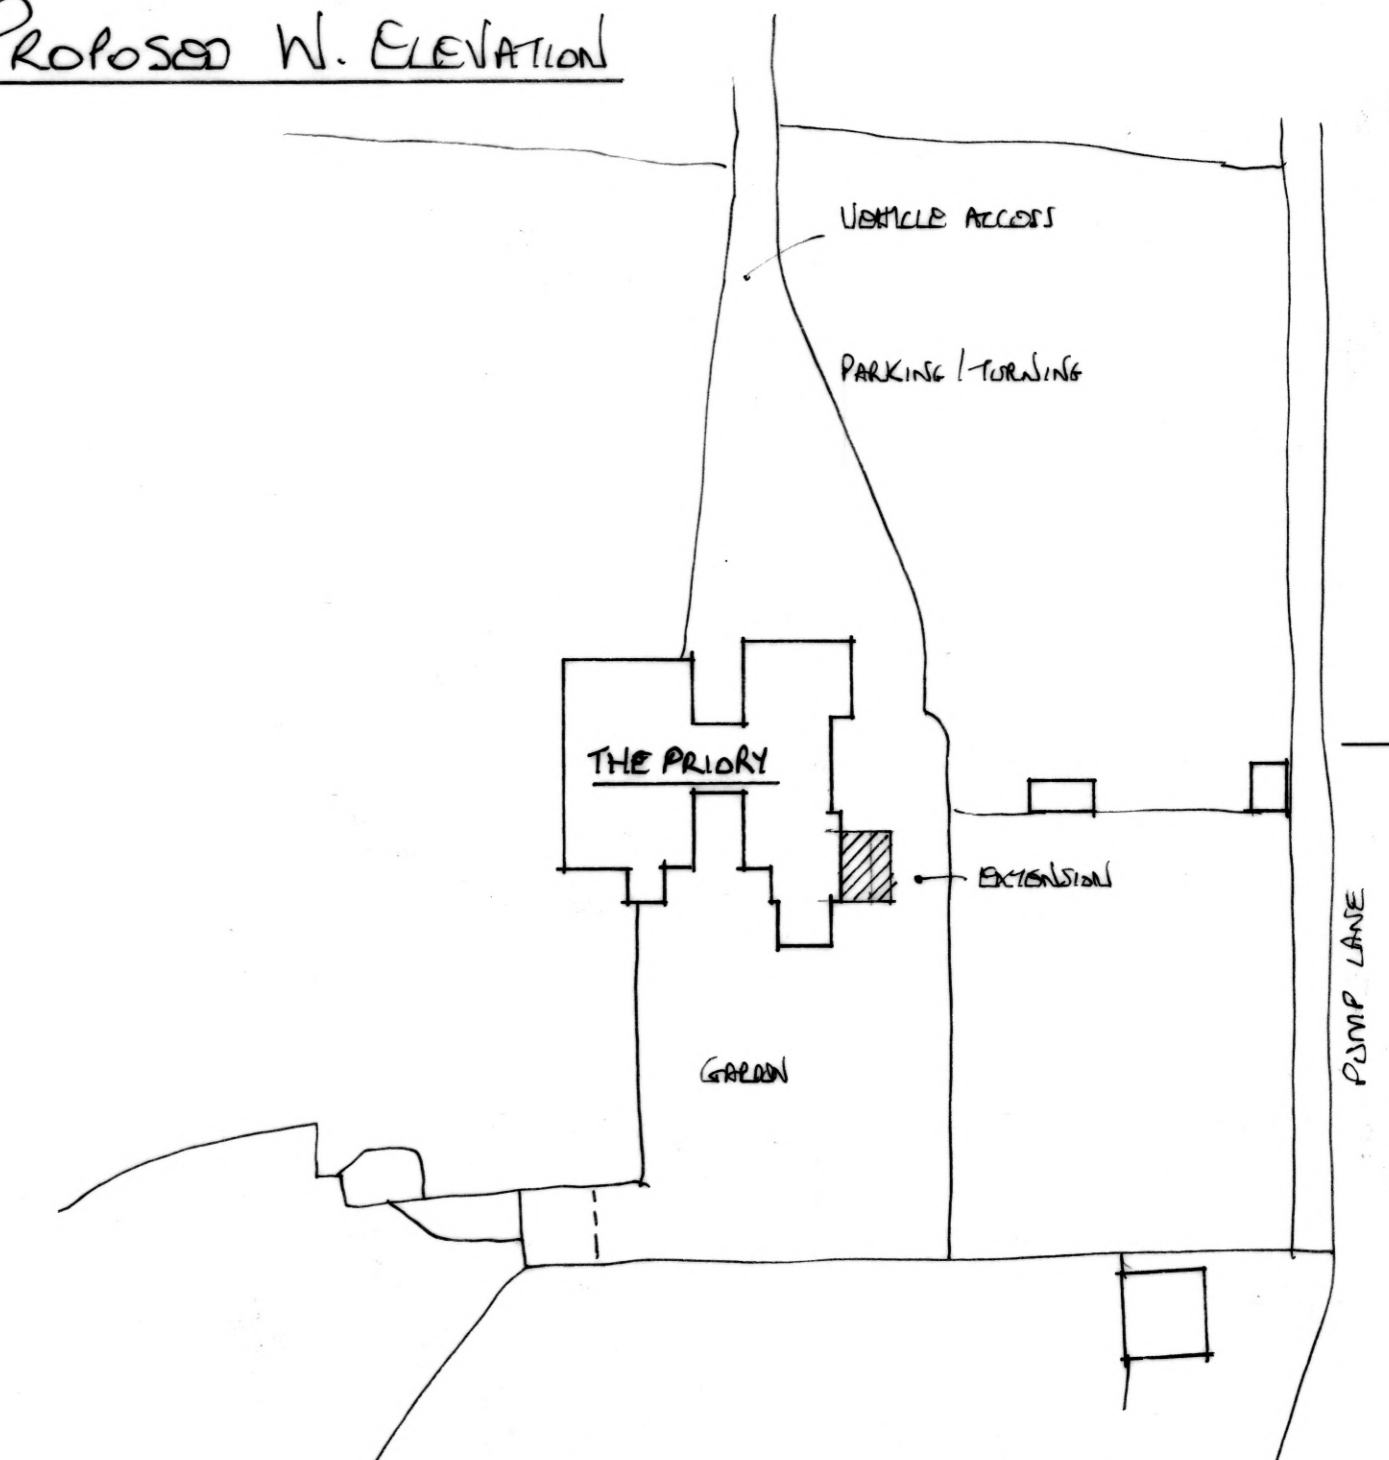 PROPOSED W. ELEVATION
VEHICLE ACCESS
PARKING / TURNING
THE PRIORY
EXTENSION
PUMP LANE
GARDEN